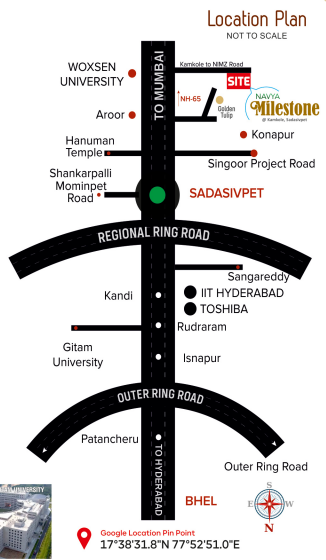 Location Plan
NOT TO SCALE
TO MUMBAI
WOXSEN
UNIVERSITY
Kamkole to NIMZ Road
SITE
NH-65
Golden
Tulip
NAVYA
Milestone
@ Kamkole, Sadasivpet
Aroor
Konapur
Hanuman
Temple
Singoor Project Road
Shankarpalli
Mominpet
Road
SADASIVPET
REGIONAL RING ROAD
Sangareddy
Kandi
IIT HYDERABAD
TOSHIBA
Rudraram
Gitam
University
Isnapur
OUTER RING ROAD
Patancheru
TO HYDERABAD
Outer Ring Road
UNIVERSITY
BHEL
S
E
W
N
Google Location Pin Point
17°38'31.8"N 77°52'51.0"E